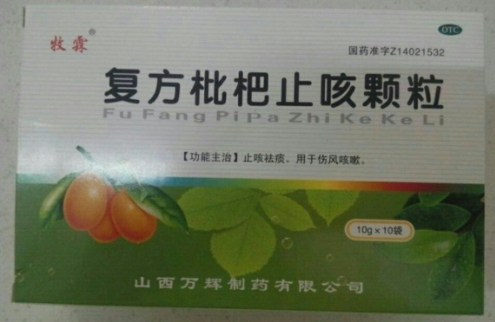 牧霖®
OTC
国药准字Z14021532
复方枇杷止咳颗粒
Fu Fang Pi Pa Zhi Ke Ke Li
【功能主治】止咳祛痰。用于伤风咳嗽。
10g×10袋
山西万辉制药有限公司